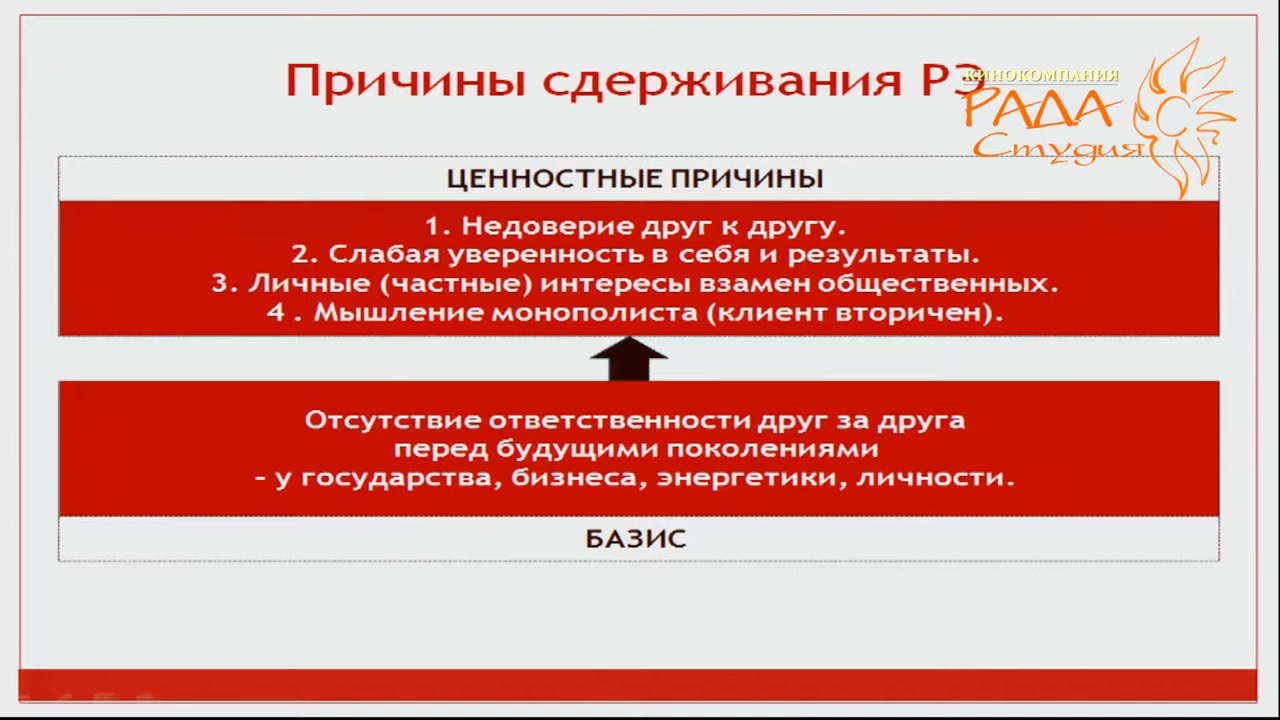 Причины сдерживания РЭ
КИНОКОМПАНИЯ
РАДА
Студия
ЦЕННОСТНЫЕ ПРИЧИНЫ
1. Недоверие друг к другу.
2. Слабая уверенность в себя и результаты.
3. Личные (частные) интересы взамен общественных.
4 . Мышление монополиста (клиент вторичен).
Отсутствие ответственности друг за друга
перед будущими поколениями
- у государства, бизнеса, энергетики, личности.
БАЗИС